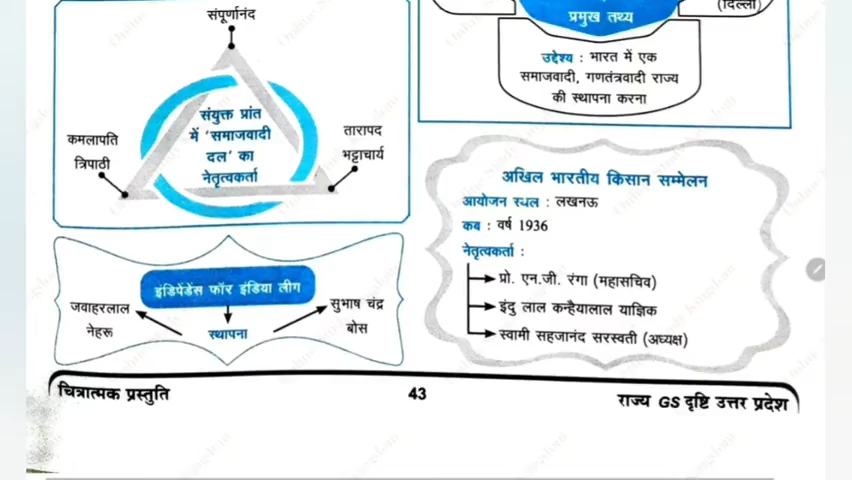 संपूर्णानंद
संयुक्त प्रांत
में 'समाजवादी
दल' का
नेतृत्वकर्ता
कमलापति
त्रिपाठी
तारापद
भट्टाचार्य
(दिल्ली)
प्रमुख तथ्य
उद्देश्य : भारत में एक
समाजवादी, गणतंत्रवादी राज्य
की स्थापना करना
इंडिपेंडेंस फॉर इंडिया लीग
जवाहरलाल
नेहरू
स्थापना
सुभाष चंद्र
बोस
अखिल भारतीय किसान सम्मेलन
आयोजन स्थल : लखनऊ
कब : वर्ष 1936
नेतृत्वकर्ता :
प्रो. एन.जी. रंगा (महासचिव)
इंदु लाल कन्हैयालाल याज्ञिक
स्वामी सहजानंद सरस्वती (अध्यक्ष)
चित्रात्मक प्रस्तुति
43
राज्य GS दृष्टि उत्तर प्रदेश